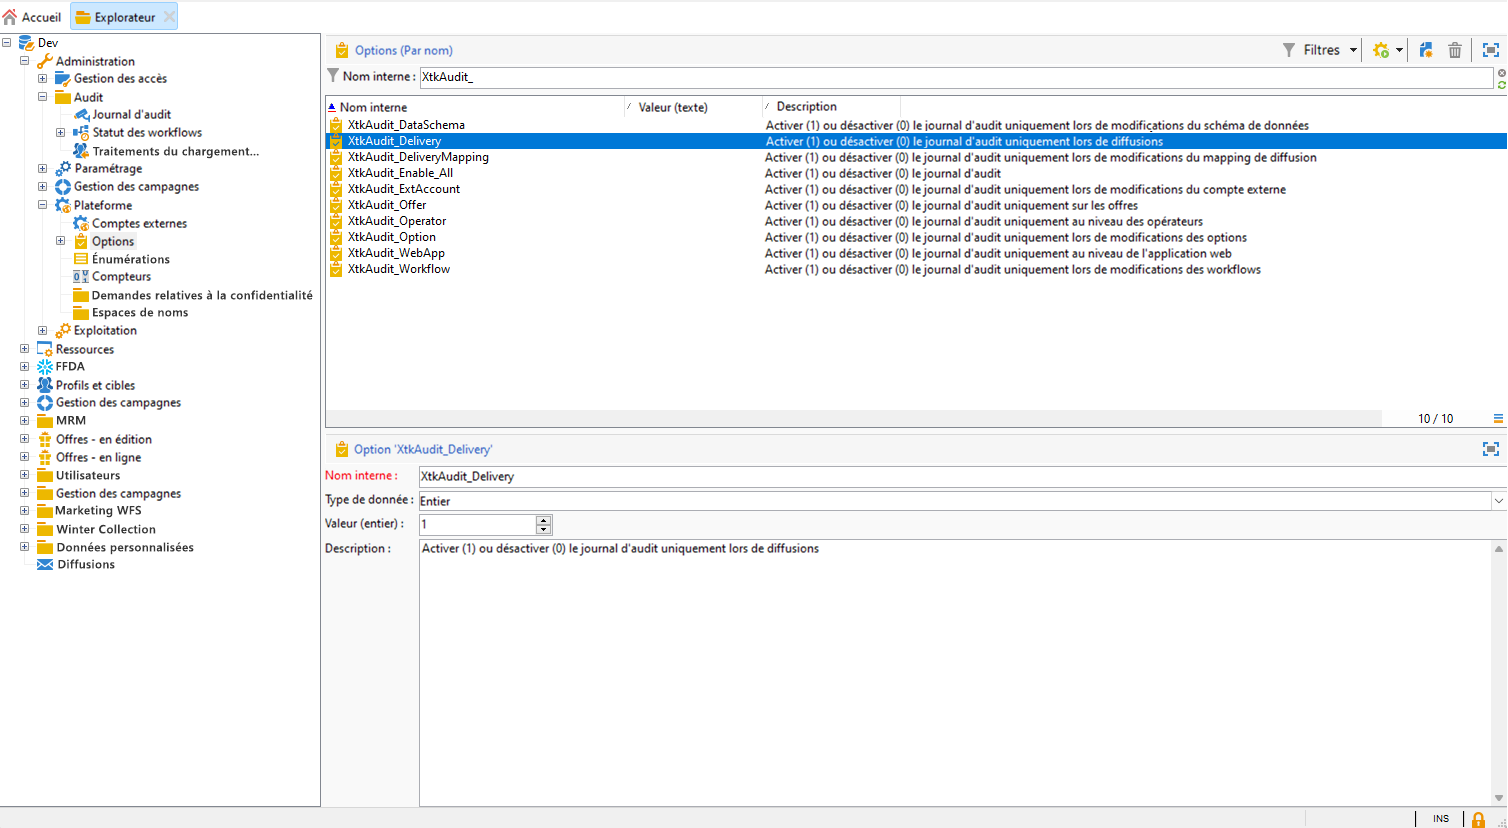 Accueil
Explorateur
Dev
Administration
Gestion des accès
Audit
Journal d'audit
Statut des workflows
Traitements du chargement...
Paramétrage
Gestion des campagnes
Plateforme
Comptes externes
Options
Énumérations
Compteurs
Demandes relatives à la confidentialité
Espaces de noms
Exploitation
Ressources
FFDA
Profils et cibles
Gestion des campagnes
MRM
Offres - en édition
Offres - en ligne
Utilisateurs
Gestion des campagnes
Marketing WFS
Winter Collection
Données personnalisées
Diffusions
Options (Par nom)
Filtres
Nom interne : XtkAudit_
Nom interne Valeur (texte) Description
XtkAudit_DataSchema Activer (1) ou désactiver (0) le journal d'audit uniquement lors de modifications du schéma de données
XtkAudit_Delivery Activer (1) ou désactiver (0) le journal d'audit uniquement lors de diffusions
XtkAudit_DeliveryMapping Activer (1) ou désactiver (0) le journal d'audit uniquement lors de modifications du mapping de diffusion
XtkAudit_Enable_All Activer (1) ou désactiver (0) le journal d'audit
XtkAudit_ExtAccount Activer (1) ou désactiver (0) le journal d'audit uniquement lors de modifications du compte externe
XtkAudit_Offer Activer (1) ou désactiver (0) le journal d'audit uniquement sur les offres
XtkAudit_Operator Activer (1) ou désactiver (0) le journal d'audit uniquement au niveau des opérateurs
XtkAudit_Option Activer (1) ou désactiver (0) le journal d'audit uniquement lors de modifications des options
XtkAudit_WebApp Activer (1) ou désactiver (0) le journal d'audit uniquement au niveau de l'application web
XtkAudit_Workflow Activer (1) ou désactiver (0) le journal d'audit uniquement lors de modifications des workflows
10 / 10
Option 'XtkAudit_Delivery'
Nom interne : XtkAudit_Delivery
Type de donnée : Entier
Valeur (entier) : 1
Description : Activer (1) ou désactiver (0) le journal d'audit uniquement lors de diffusions
INS